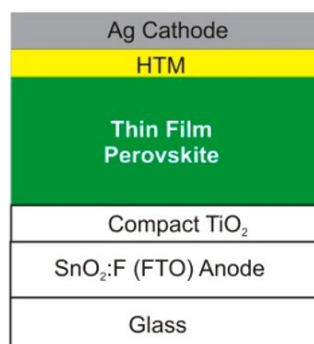 Ag Cathode
HTM
Thin Film
Perovskite
Compact TiO₂
SnO₂:F (FTO) Anode
Glass